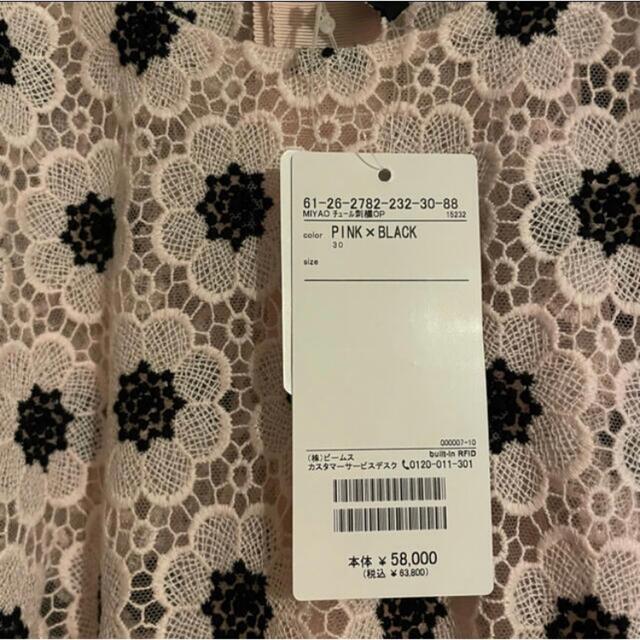 61-26-2782-232-30-88
MIYAO チュール刺繍OP 15232
color PINK×BLACK
30
size
000007-10
(株)ビームス built-in RFID
カスタマーサービスデスク 0120-011-301
本体 ¥58,000
(税込 ¥63,800)